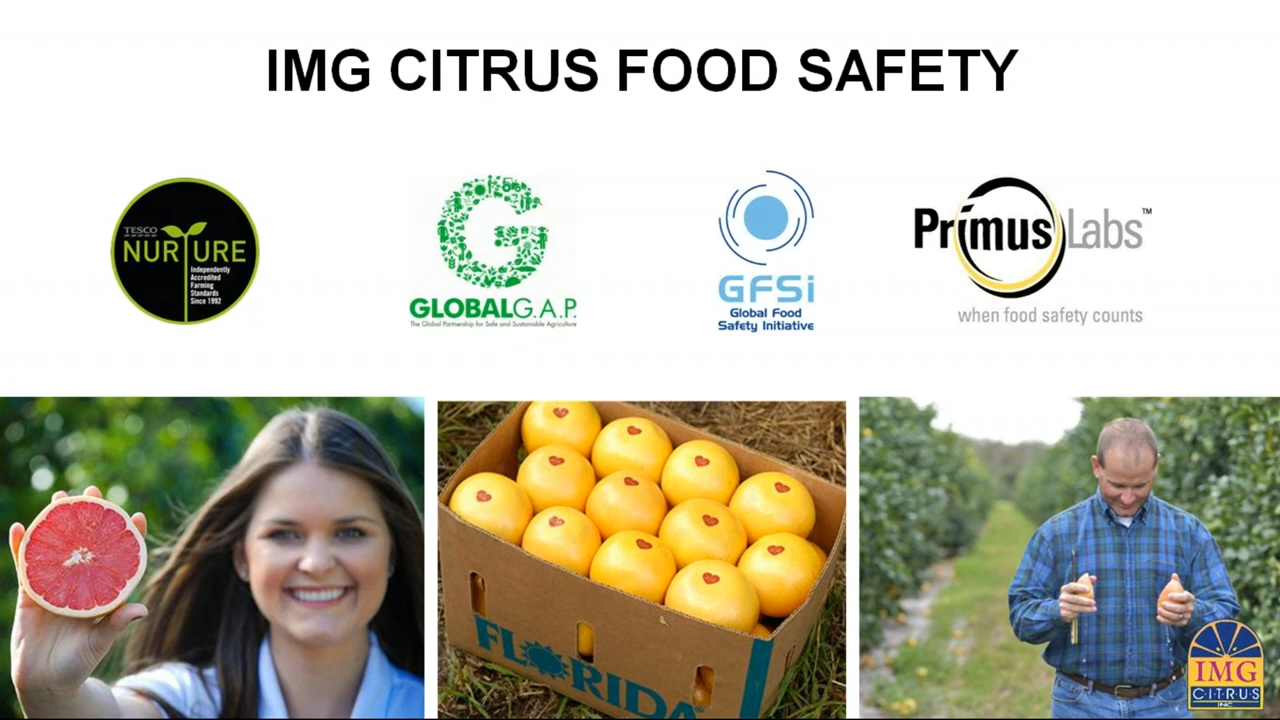 IMG CITRUS FOOD SAFETY
TESCO
NURTURE
Independently
Accredited
Farming
Standards
Since 1992
GLOBALG.A.P.
The Global Partnership for Safe and Sustainable Agriculture
GFSi
Global Food
Safety Initiative
PrimusLabs™
when food safety counts
FLORIDA
IMG
CITRUS
INC.